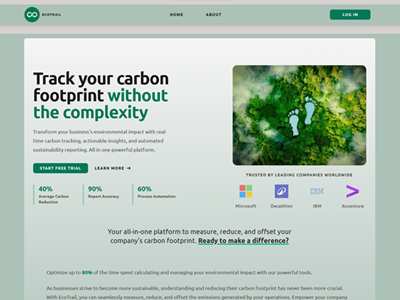 ECOTRAIL
HOME
ABOUT
LOG IN
Track your carbon
footprint without
the complexity
Transform your business's environmental impact with real-
time carbon tracking, actionable insights, and automated
sustainability reporting. All in one powerful platform.
START FREE TRIAL
LEARN MORE →
40%
Average Carbon
Reduction
90%
Report Accuracy
60%
Process Automation
TRUSTED BY LEADING COMPANIES WORLDWIDE
IBM
Microsoft
Decathlon
IBM
Accenture
Your all-in-one platform to measure, reduce, and offset your
company's carbon footprint. Ready to make a difference?
Optimize up to 80% of the time spent calculating and managing your environmental impact with our powerful tools.
As businesses strive to become more sustainable, understanding and reducing their carbon footprint has never been more crucial.
With EcoTrail, you can seamlessly measure, reduce, and offset the emissions generated by your operations. Empower your company